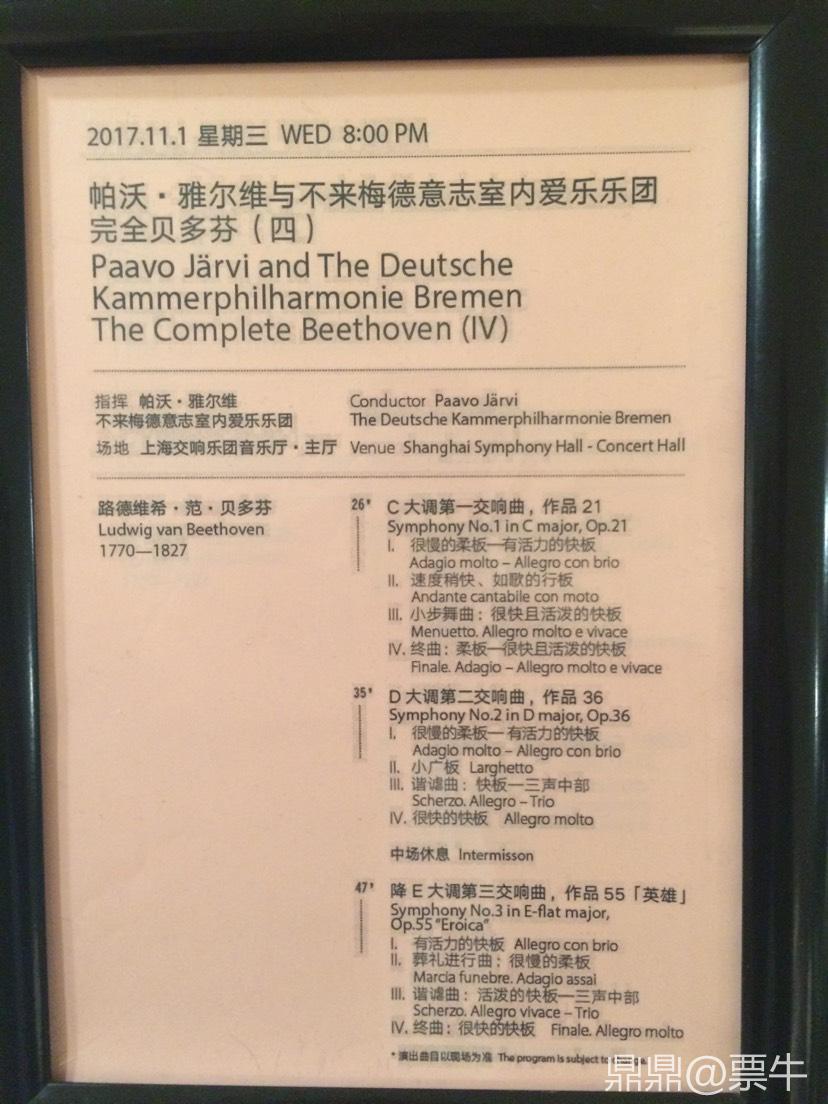 2017.11.1 星期三 WED 8:00 PM
帕沃·雅尔维与不来梅德意志室内爱乐乐团
完全贝多芬（四）
Paavo Järvi and The Deutsche
Kammerphilharmonie Bremen
The Complete Beethoven (IV)
指挥 帕沃·雅尔维 Conductor Paavo Järvi
不来梅德意志室内爱乐乐团 The Deutsche Kammerphilharmonie Bremen
场地 上海交响乐团音乐厅·主厅 Venue Shanghai Symphony Hall - Concert Hall
路德维希·范·贝多芬
Ludwig van Beethoven
1770—1827
26' C 大调第一交响曲，作品 21
Symphony No.1 in C major, Op.21
I. 很慢的柔板—有活力的快板
Adagio molto – Allegro con brio
II. 速度稍快、如歌的行板
Andante cantabile con moto
III. 小步舞曲：很快且活泼的快板
Menuetto. Allegro molto e vivace
IV. 终曲：柔板—很快且活泼的快板
Finale. Adagio – Allegro molto e vivace
35' D 大调第二交响曲，作品 36
Symphony No.2 in D major, Op.36
I. 很慢的柔板— 有活力的快板
Adagio molto – Allegro con brio
II. 小广板 Larghetto
III. 谐谑曲：快板—三声中部
Scherzo. Allegro – Trio
IV. 很快的快板 Allegro molto
中场休息 Intermisson
47' 降 E 大调第三交响曲，作品 55「英雄」
Symphony No.3 in E-flat major,
Op.55 "Eroica"
I. 有活力的快板 Allegro con brio
II. 葬礼进行曲：很慢的柔板
Marcia funebre. Adagio assai
III. 谐谑曲：活泼的快板—三声中部
Scherzo. Allegro vivace – Trio
IV. 终曲：很快的快板 Finale. Allegro molto
* 演出曲目以现场为准 The program is subject to change.
鼎鼎@票牛